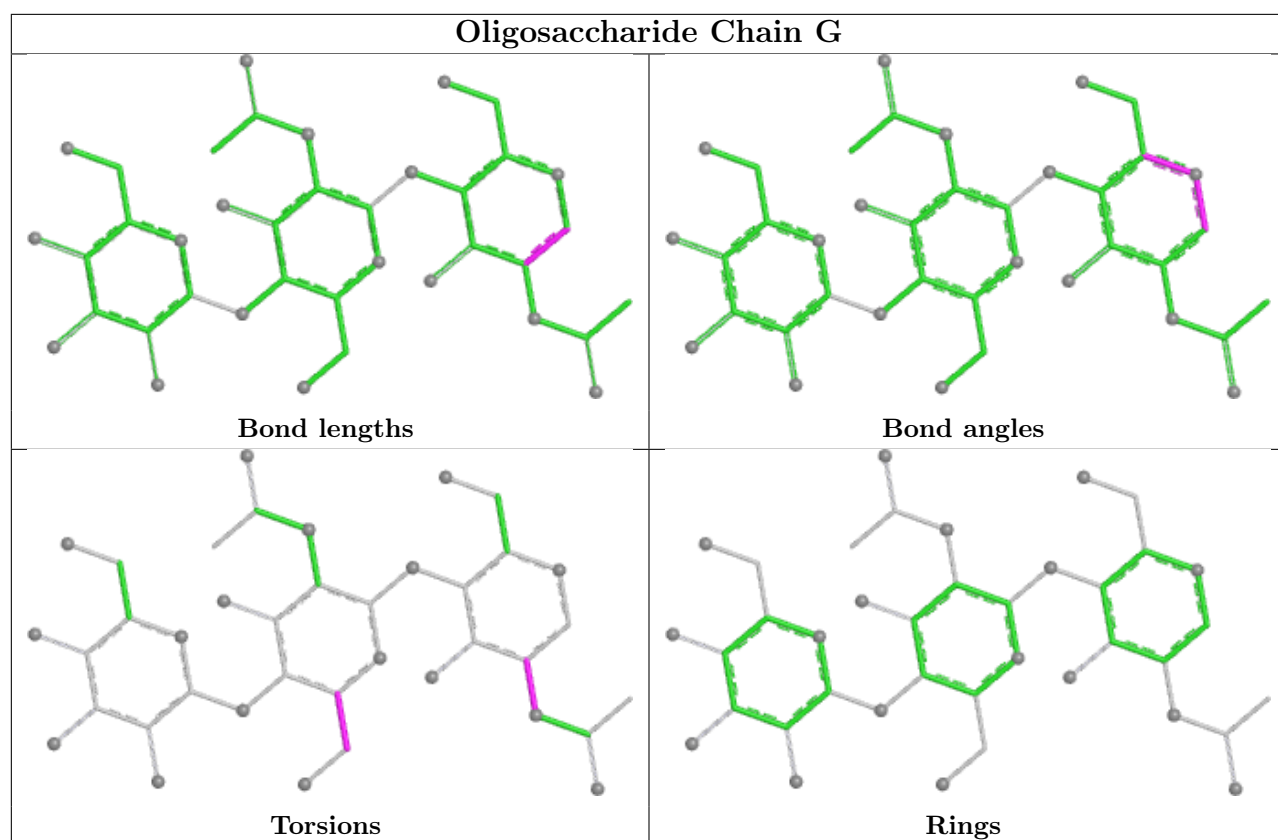 Oligosaccharide Chain G
Bond lengths
Bond angles
Torsions
Rings